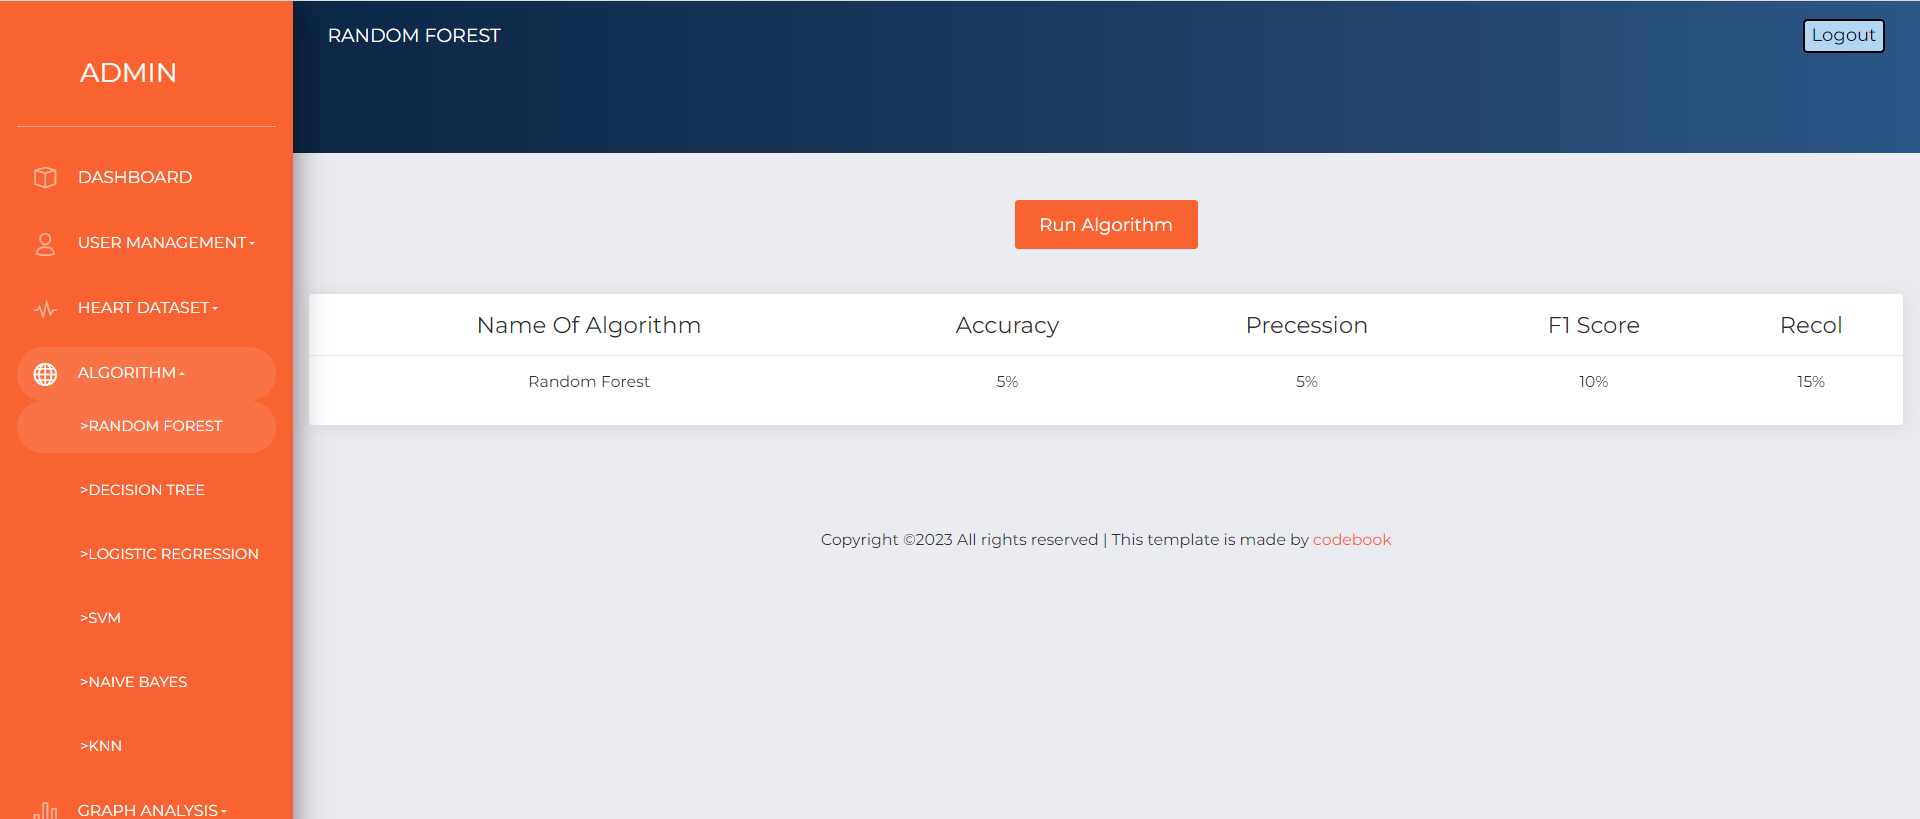 ADMIN
DASHBOARD
USER MANAGEMENT
HEART DATASET
ALGORITHM
>RANDOM FOREST
>DECISION TREE
>LOGISTIC REGRESSION
>SVM
>NAIVE BAYES
>KNN
GRAPH ANALYSIS
RANDOM FOREST
Logout
Run Algorithm
Name Of Algorithm Accuracy Precession F1 Score Recol
Random Forest 5% 5% 10% 15%
Copyright ©2023 All rights reserved | This template is made by codebook